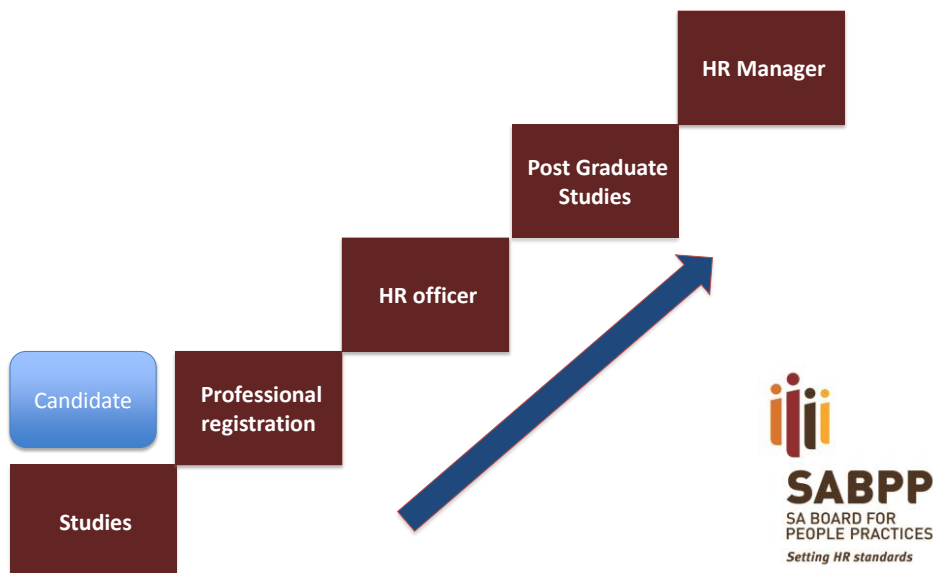 HR Manager
Post Graduate
Studies
HR officer
Candidate
Professional
registration
Studies
SABPP
SA BOARD FOR
PEOPLE PRACTICES
Setting HR standards